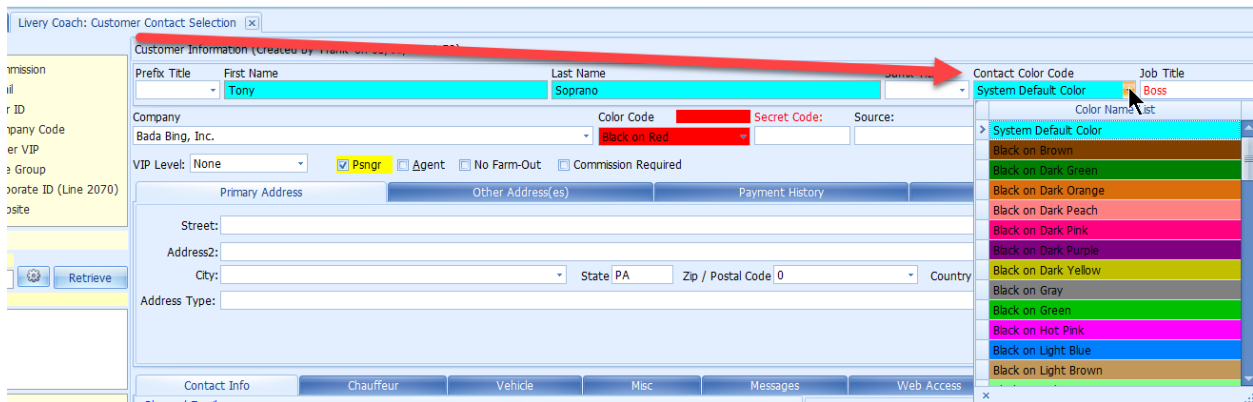 Livery Coach: Customer Contact Selection
Customer Information (Created by Frank on
Prefix Title First Name Last Name Contact Color Code Job Title
Tony Soprano System Default Color Boss
Company Color Code Secret Code: Source:
Bada Bing, Inc. Black on Red
VIP Level: None Psngr Agent No Farm-Out Commission Required
Primary Address Other Address(es) Payment History
Street:
Address2:
City: State PA Zip / Postal Code 0 Country
Address Type:
Contact Info Chauffeur Vehicle Misc Messages Web Access
Color Name List
System Default Color
Black on Brown
Black on Dark Green
Black on Dark Orange
Black on Dark Peach
Black on Dark Pink
Black on Dark Purple
Black on Dark Yellow
Black on Gray
Black on Green
Black on Hot Pink
Black on Light Blue
Black on Light Brown
mmission
ail
r ID
mpany Code
er VIP
e Group
porate ID (Line 2070)
bsite
Retrieve